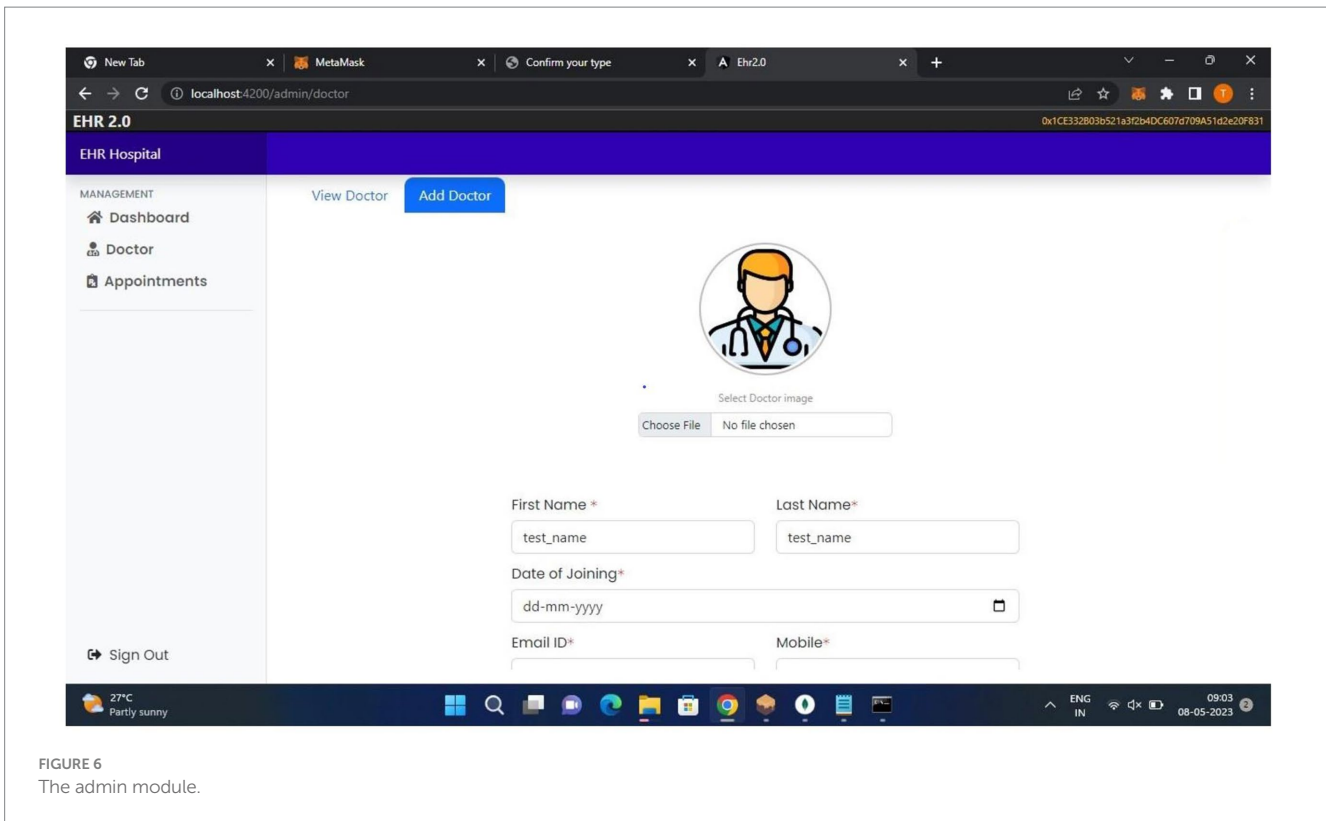 New Tab
MetaMask
Confirm your type
Ehr2.0
localhost:4200/admin/doctor
EHR 2.0
0x1CE332B03b521a3f2b4DC607d709A51d2e20F831
EHR Hospital
MANAGEMENT
Dashboard
Doctor
Appointments
Sign Out
View Doctor
Add Doctor
Select Doctor image
Choose File No file chosen
First Name * Last Name*
test_name test_name
Date of Joining*
dd-mm-yyyy
Email ID* Mobile*
27°C
Partly sunny
ENG
IN
09:03
08-05-2023
2
FIGURE 6
The admin module.